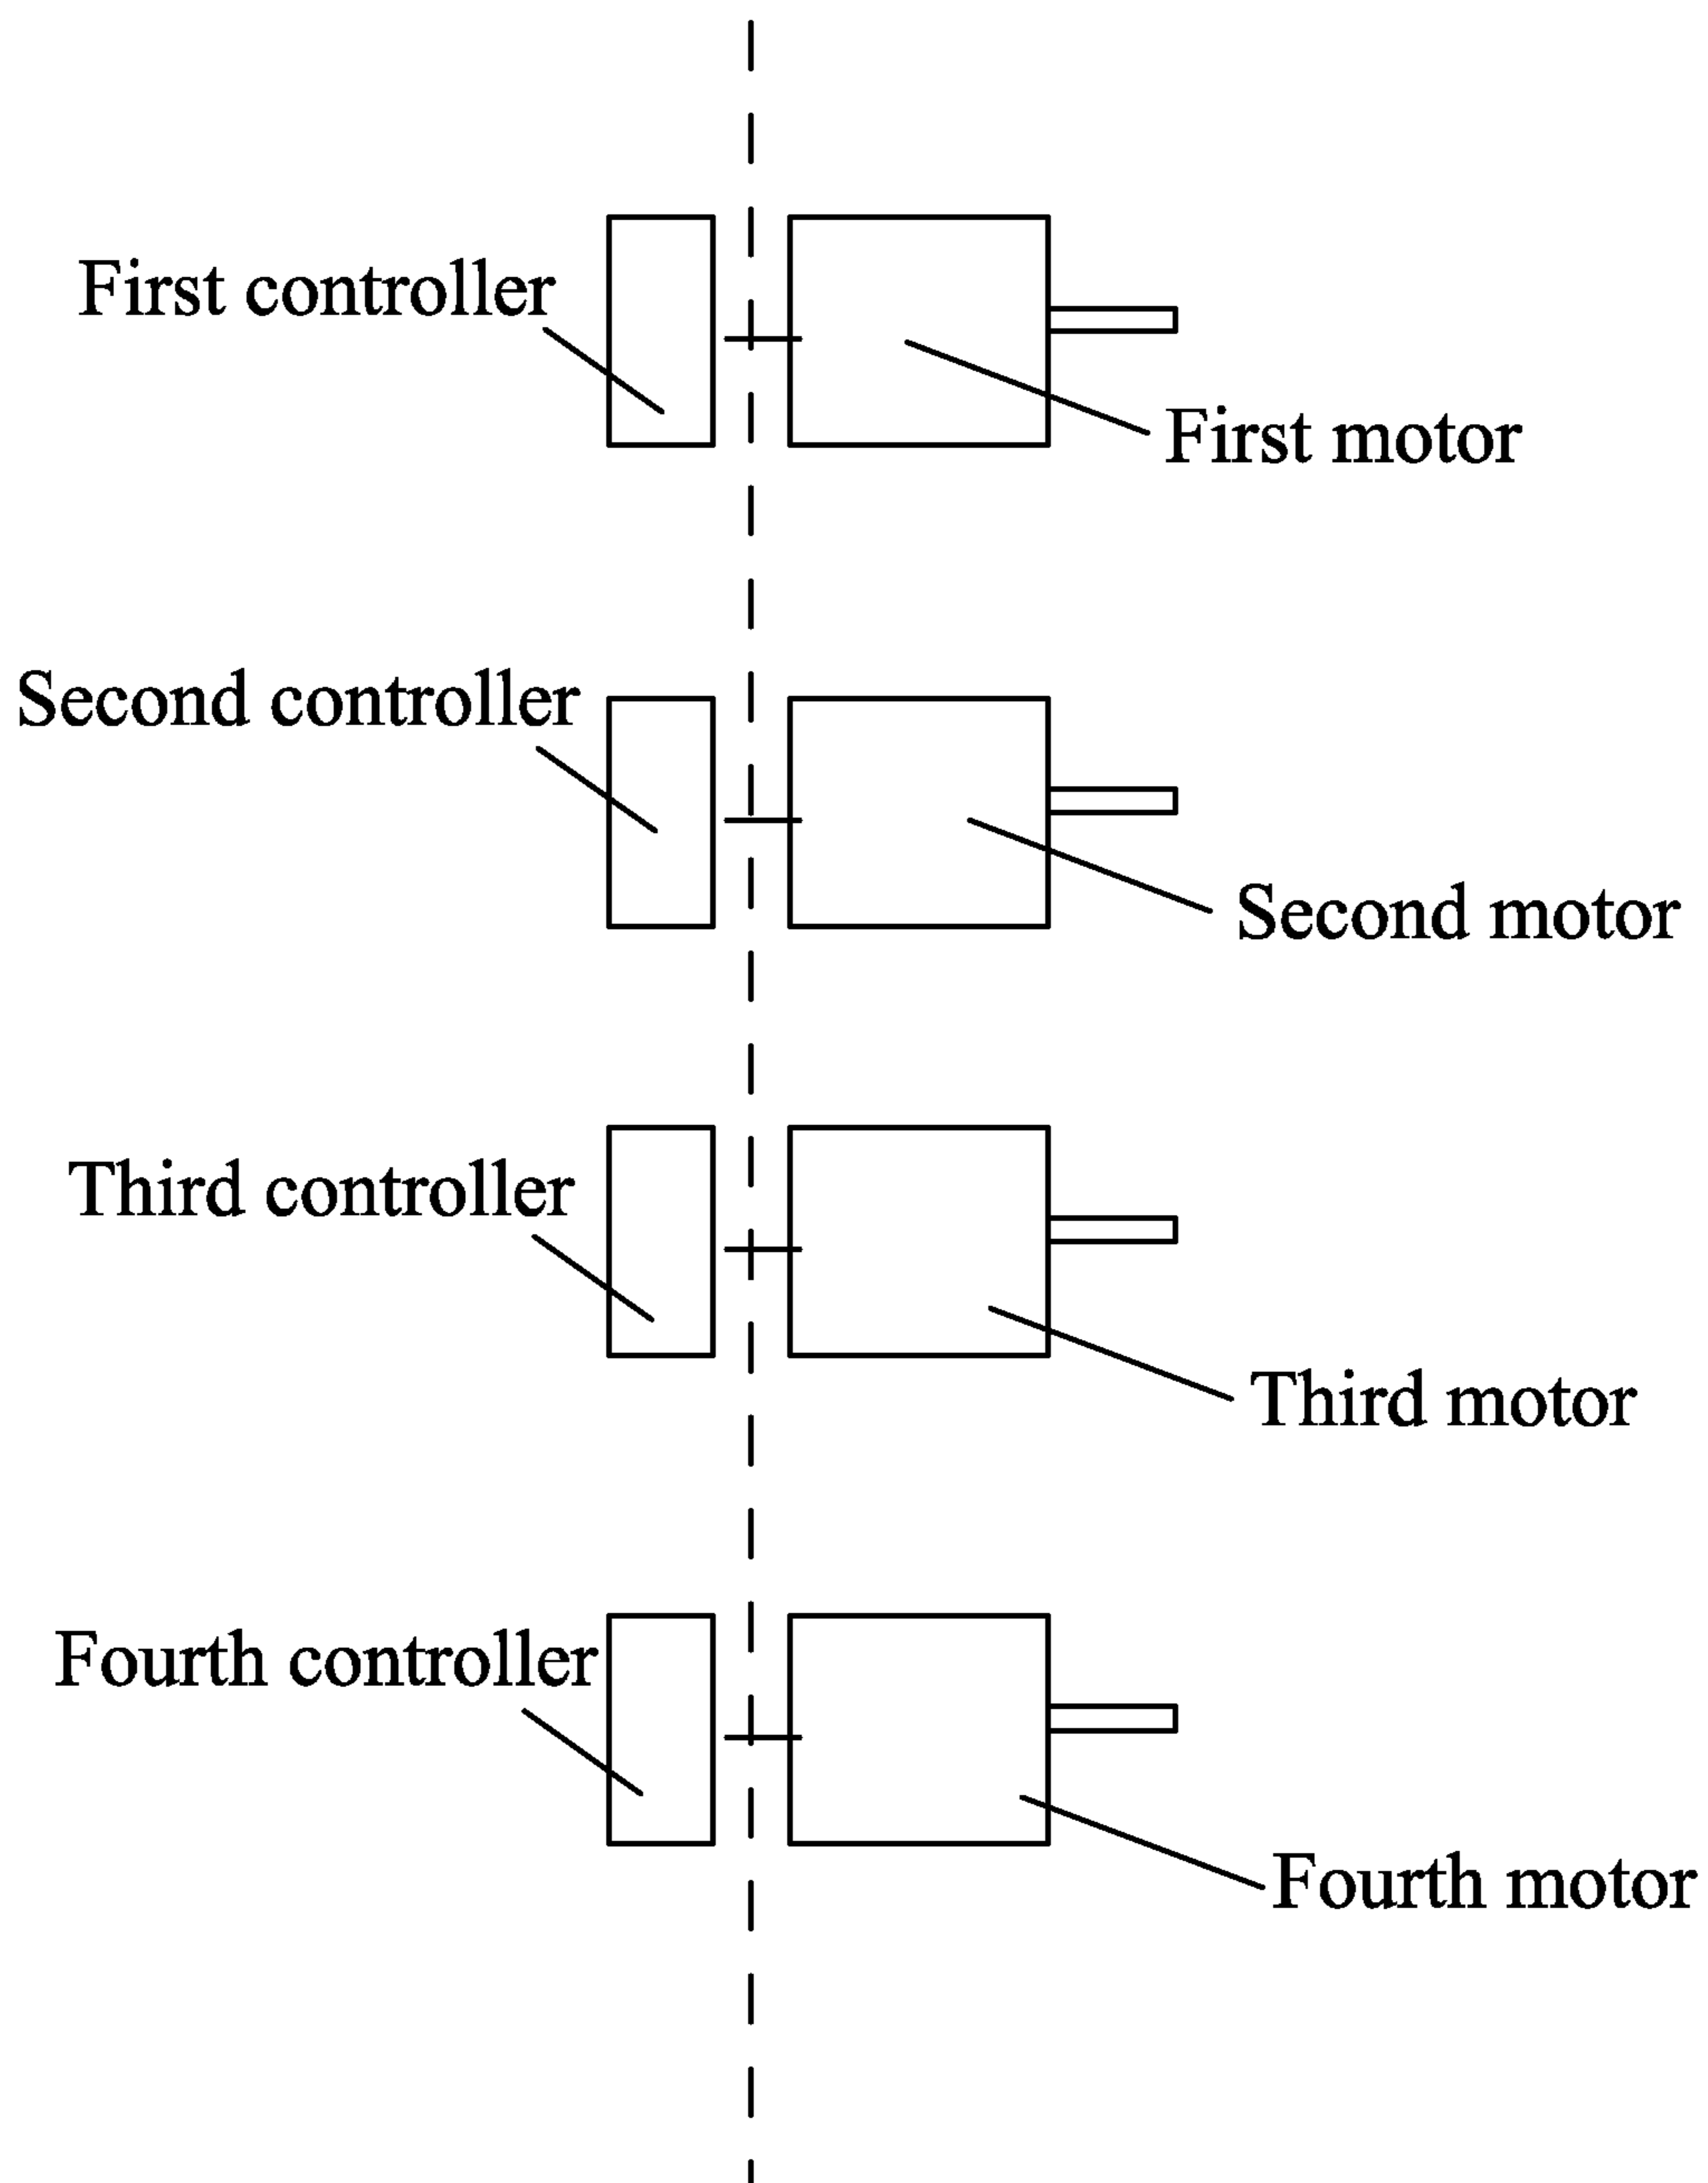 First controller
First motor
Second controller
Second motor
Third controller
Third motor
Fourth controller
Fourth motor